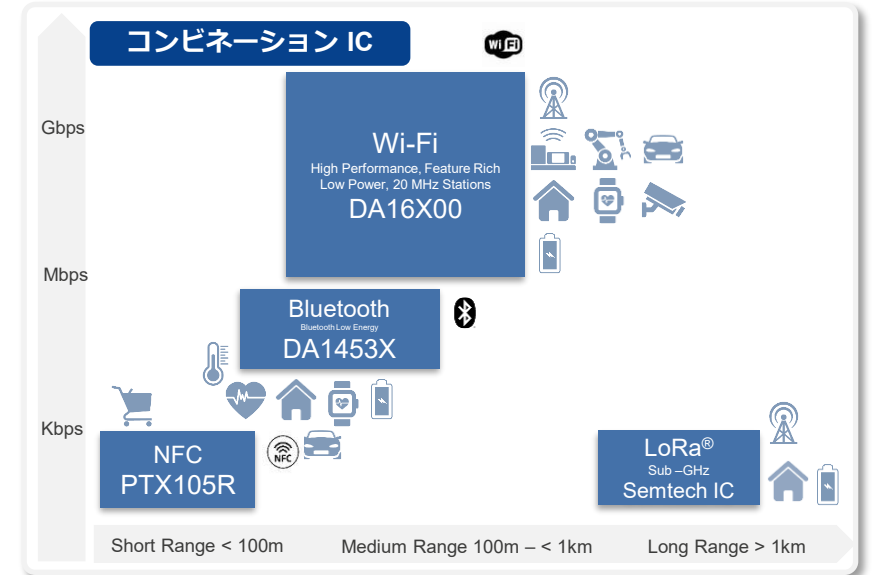 コンビネーション IC
Wi Fi
Gbps
Wi-Fi
High Performance, Feature Rich
Low Power, 20 MHz Stations
DA16X00
Mbps
Bluetooth
Bluetooth Low Energy
DA1453X
Kbps
NFC
PTX105R
NFC
LoRa®
Sub –GHz
Semtech IC
Short Range < 100m
Medium Range 100m – < 1km
Long Range > 1km